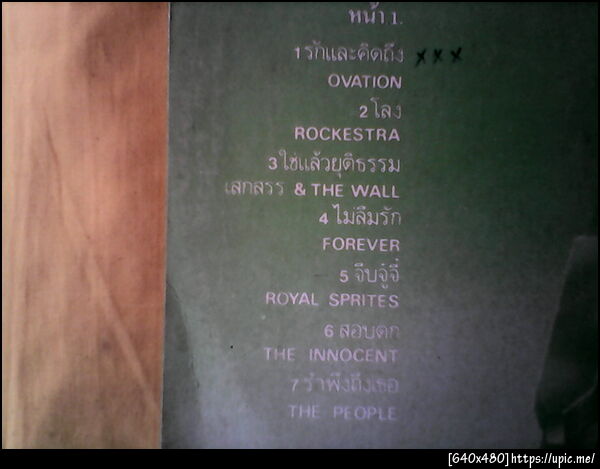 หน้า 1.
1 รักและคิดถึง xxx
OVATION
2 โลง
ROCKESTRA
3 ใช่แล้วยุติธรรม
เสกสรร & THE WALL
4 ไม่ลืมรัก
FOREVER
5 จีบจู๋จี๋
ROYAL SPRITES
6 สอบตก
THE INNOCENT
7 รำพึงถึงเธอ
THE PEOPLE
[640x480]https://upic.me/